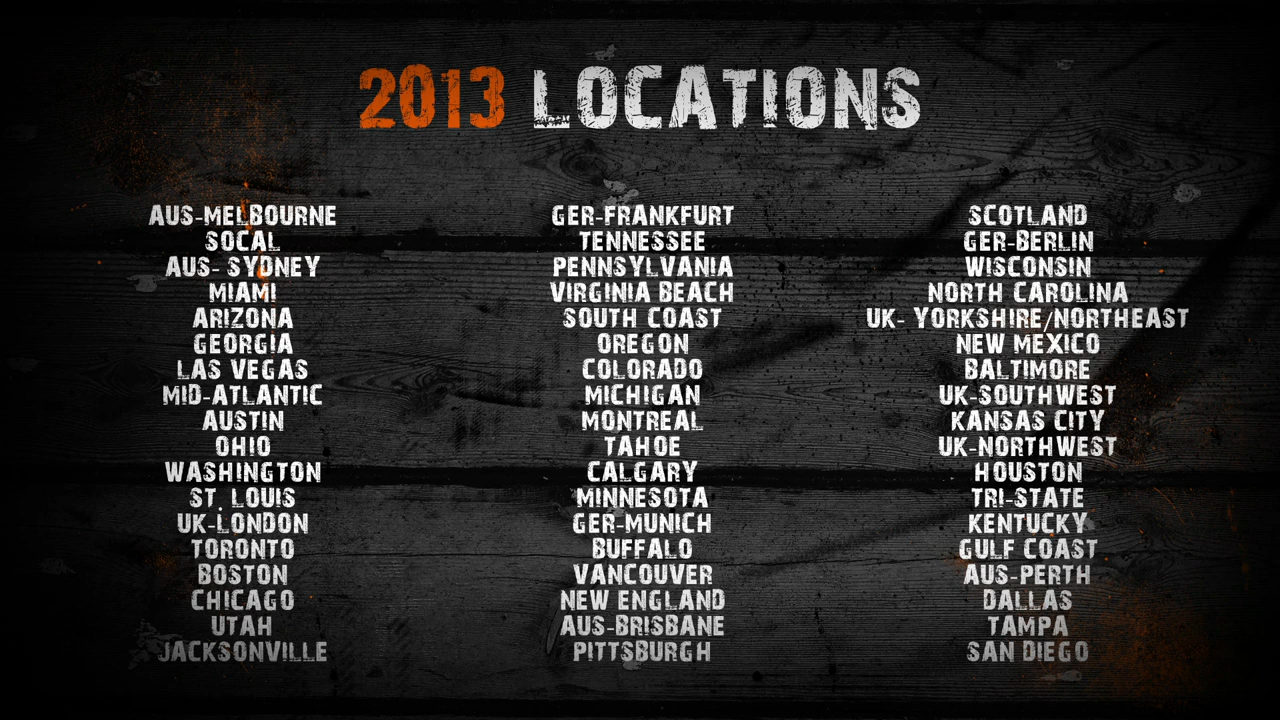 2013 LOCATIONS
AUS-MELBOURNE
SOCAL
AUS- SYDNEY
MIAMI
ARIZONA
GEORGIA
LAS VEGAS
MID-ATLANTIC
AUSTIN
OHIO
WASHINGTON
ST. LOUIS
UK-LONDON
TORONTO
BOSTON
CHICAGO
UTAH
JACKSONVILLE
GER-FRANKFURT
TENNESSEE
PENNSYLVANIA
VIRGINIA BEACH
SOUTH COAST
OREGON
COLORADO
MICHIGAN
MONTREAL
TAHOE
CALGARY
MINNESOTA
GER-MUNICH
BUFFALO
VANCOUVER
NEW ENGLAND
AUS-BRISBANE
PITTSBURGH
SCOTLAND
GER-BERLIN
WISCONSIN
NORTH CAROLINA
UK- YORKSHIRE/NORTHEAST
NEW MEXICO
BALTIMORE
UK-SOUTHWEST
KANSAS CITY
UK-NORTHWEST
HOUSTON
TRI-STATE
KENTUCKY
GULF COAST
AUS-PERTH
DALLAS
TAMPA
SAN DIEGO